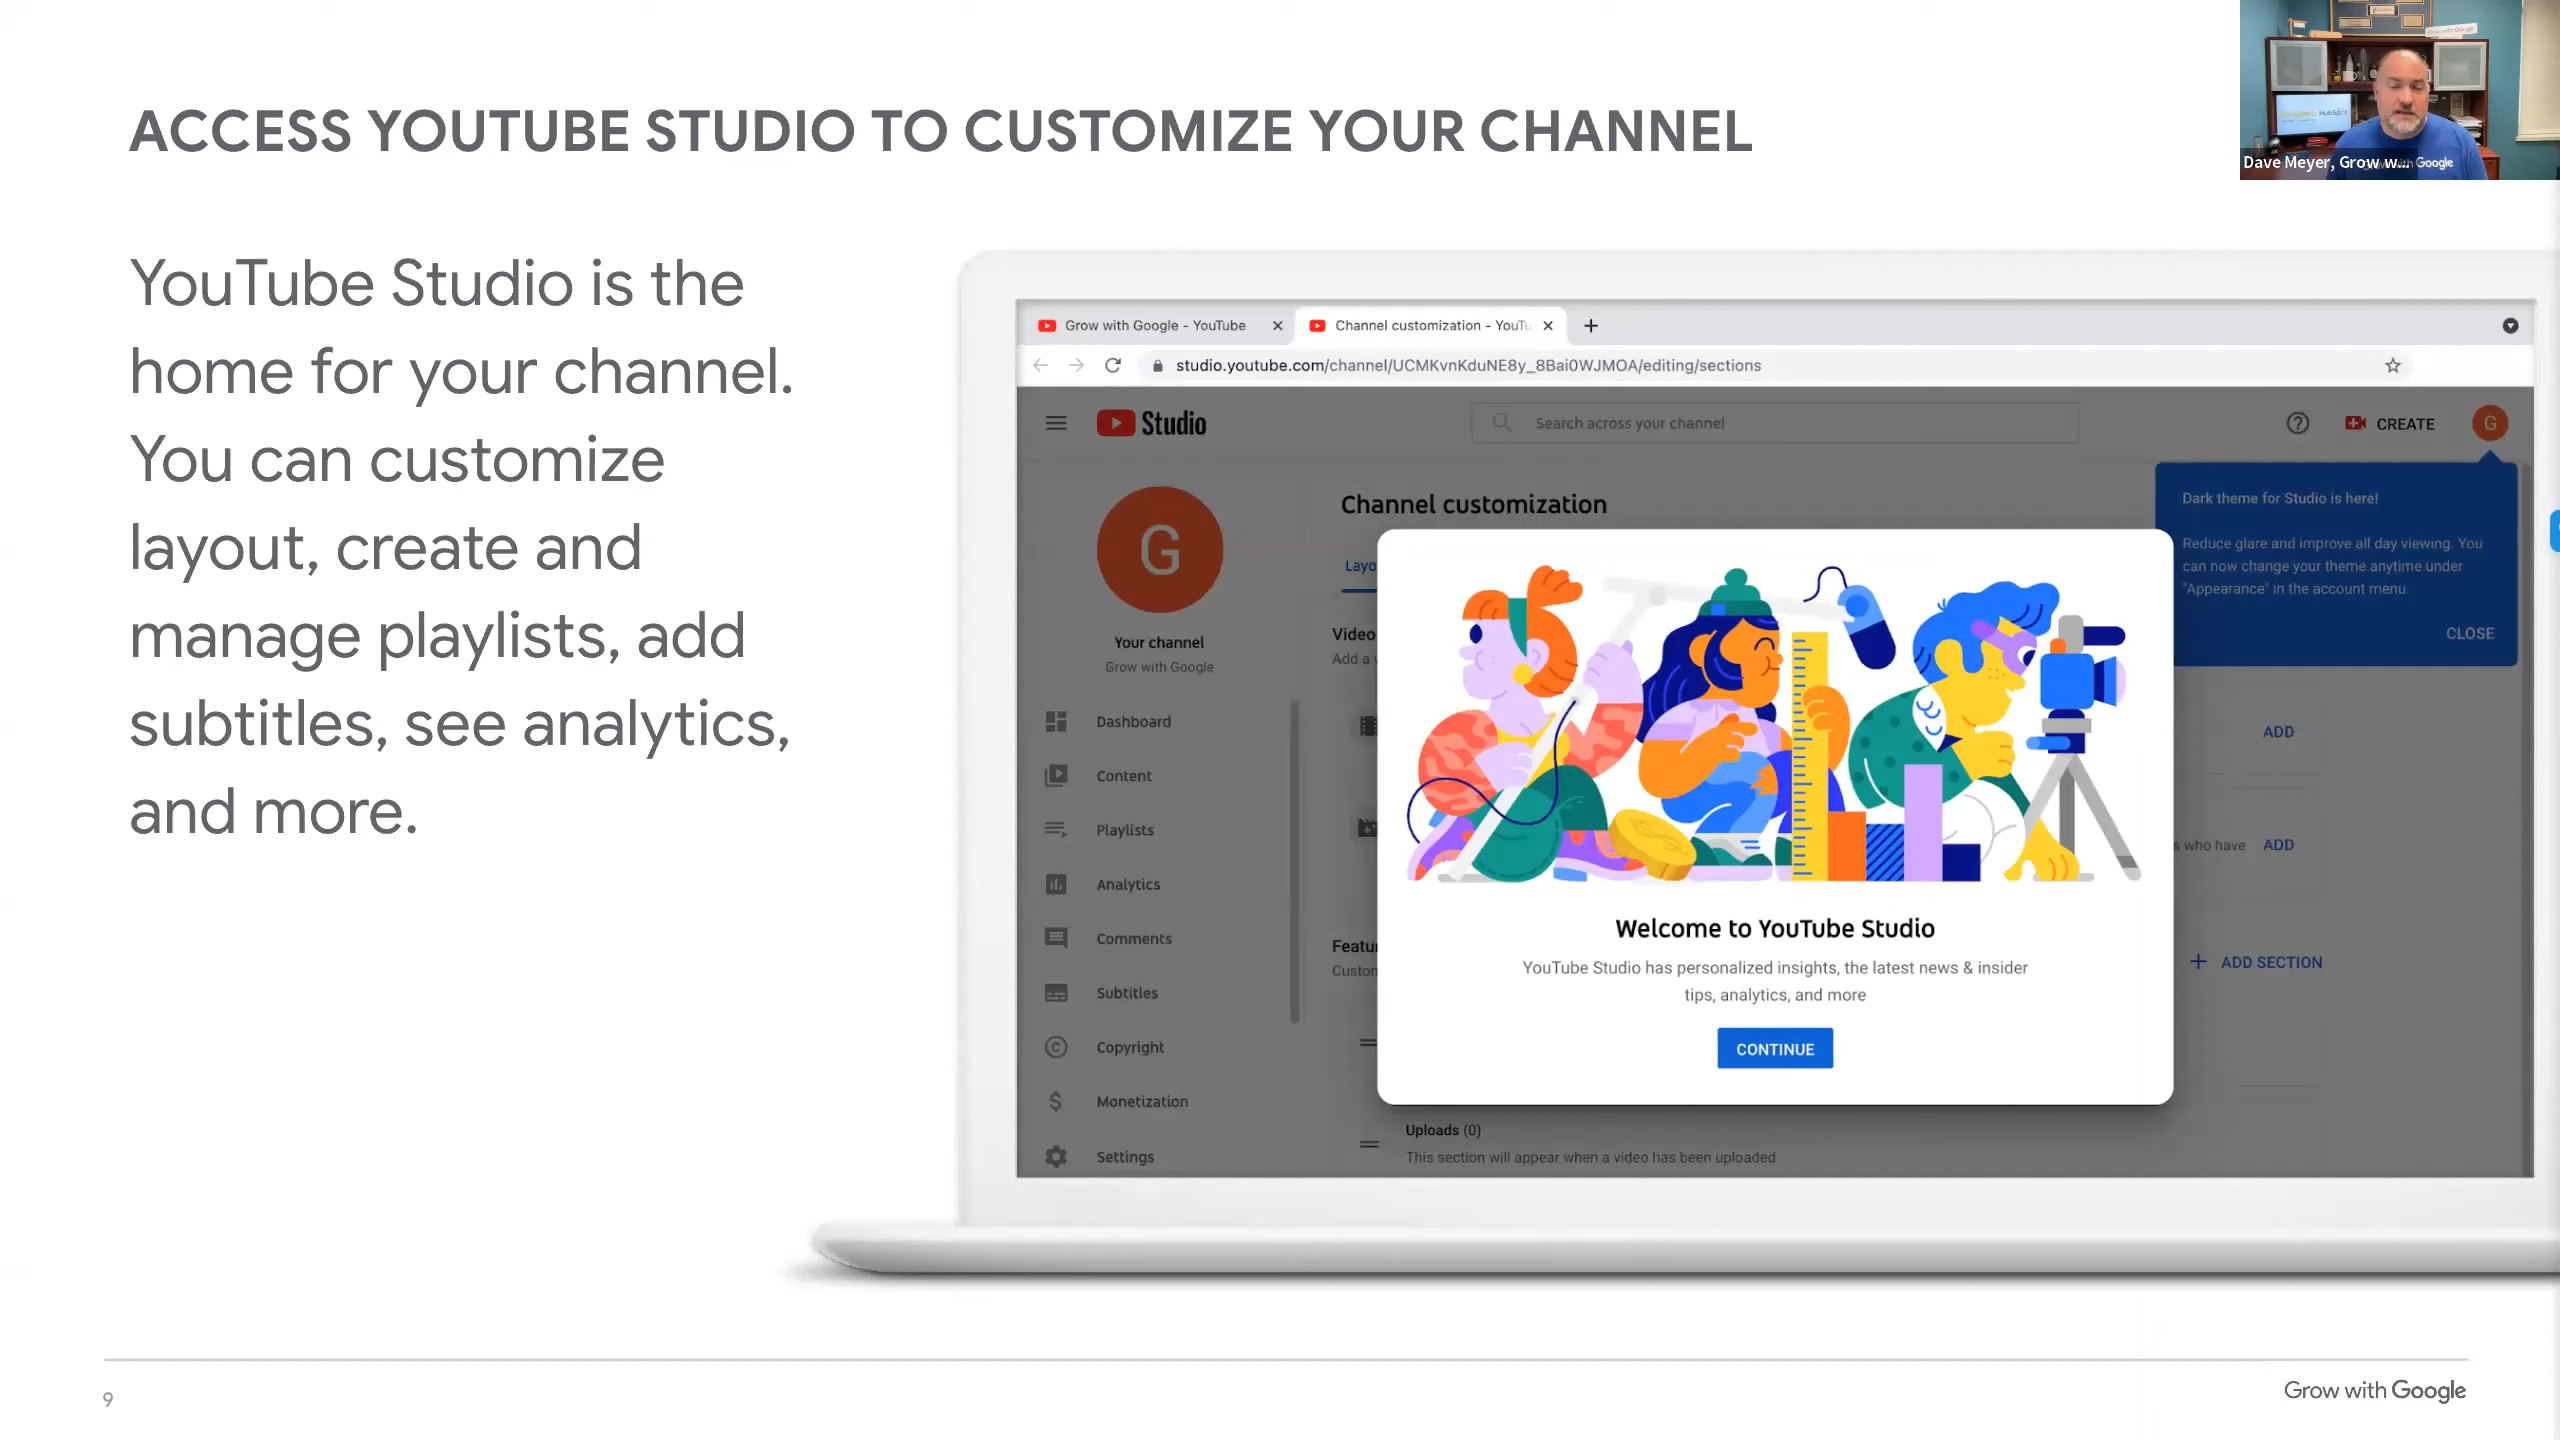 ACCESS YOUTUBE STUDIO TO CUSTOMIZE YOUR CHANNEL
Dave Meyer, Grow w... Google
YouTube Studio is the
home for your channel.
You can customize
layout, create and
manage playlists, add
subtitles, see analytics,
and more.
Grow with Google - YouTube
Channel customization - YouTu
studio.youtube.com/channel/UCMKvnKduNE8y_8Bai0WJMOA/editing/sections
Studio
Search across your channel
CREATE
G
G
Your channel
Grow with Google
Dashboard
Content
Playlists
Analytics
Comments
Subtitles
Copyright
Monetization
Settings
Channel customization
Layo
Video
Add a v
Featur
Custon
Dark theme for Studio is here!
Reduce glare and improve all day viewing. You
can now change your theme anytime under
"Appearance" in the account menu.
CLOSE
ADD
s who have ADD
+ ADD SECTION
Welcome to YouTube Studio
YouTube Studio has personalized insights, the latest news & insider
tips, analytics, and more
CONTINUE
Uploads (0)
This section will appear when a video has been uploaded
9
Grow with Google